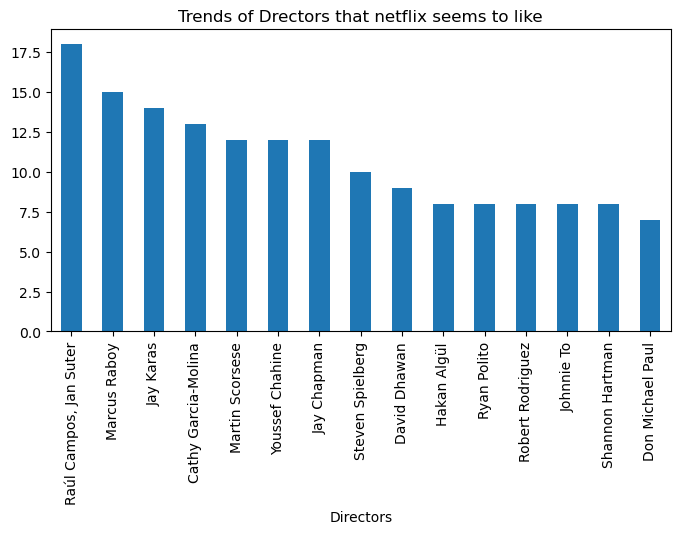 Trends of Drectors that netflix seems to like
17.5
15.0
12.5
10.0
7.5
5.0
2.5
0.0
Raúl Campos, Jan Suter
Marcus Raboy
Jay Karas
Cathy Garcia-Molina
Martin Scorsese
Youssef Chahine
Jay Chapman
Steven Spielberg
David Dhawan
Hakan Algül
Ryan Polito
Robert Rodriguez
Johnnie To
Shannon Hartman
Don Michael Paul
Directors